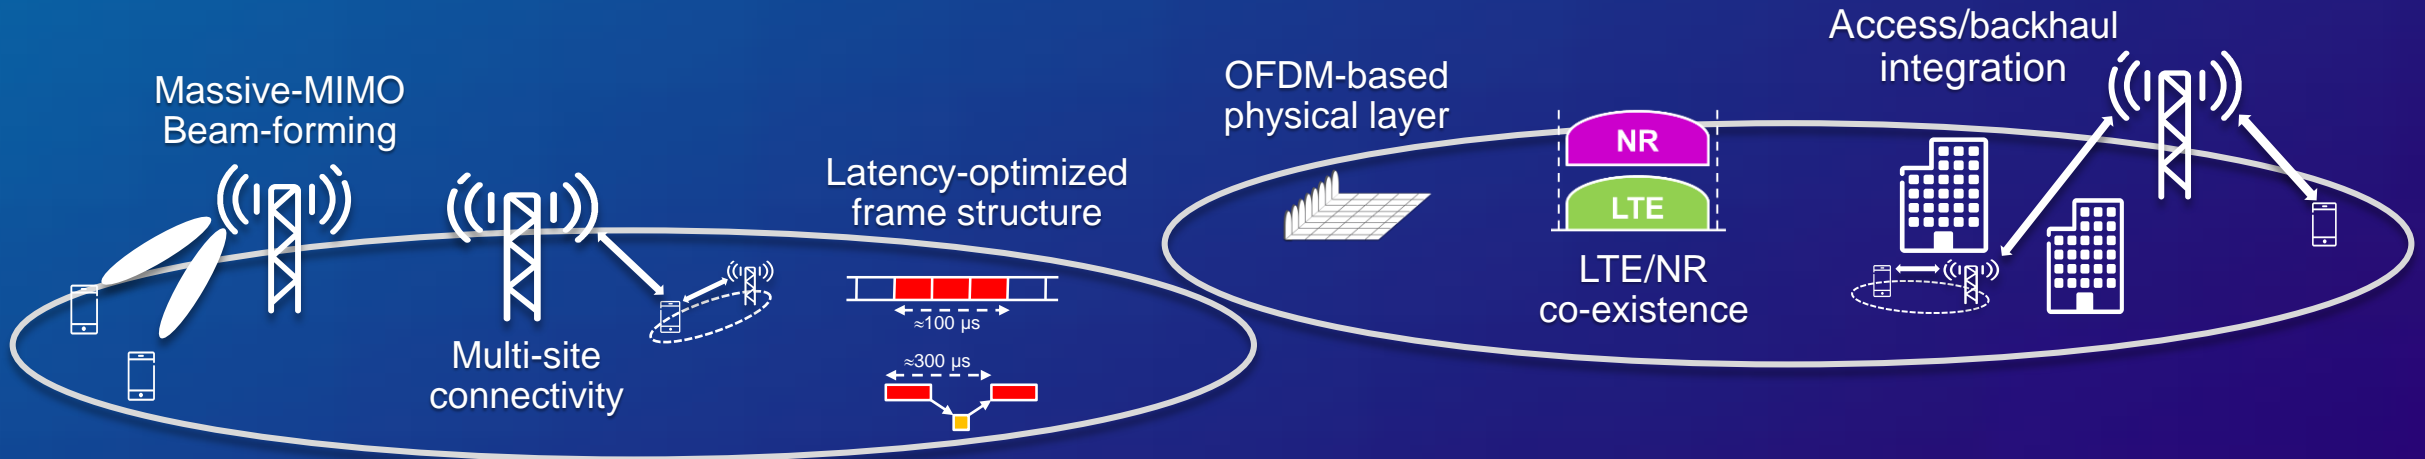 Massive-MIMO
Beam-forming
Multi-site
connectivity
Latency-optimized
frame structure
≈100 μs
≈300 μs
OFDM-based
physical layer
NR
LTE
LTE/NR
co-existence
Access/backhaul
integration